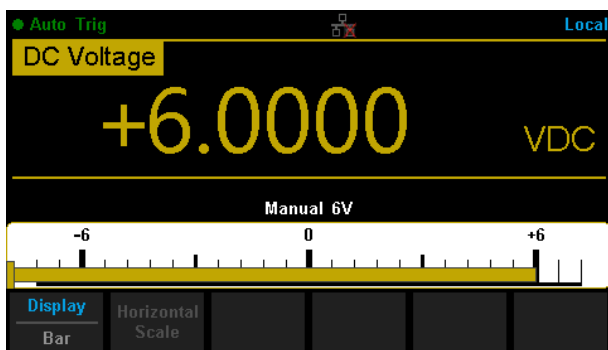 Auto Trig
Local
DC Voltage
+6.0000
VDC
Manual 6V
-6 0 +6
Display
Bar
Horizontal
Scale